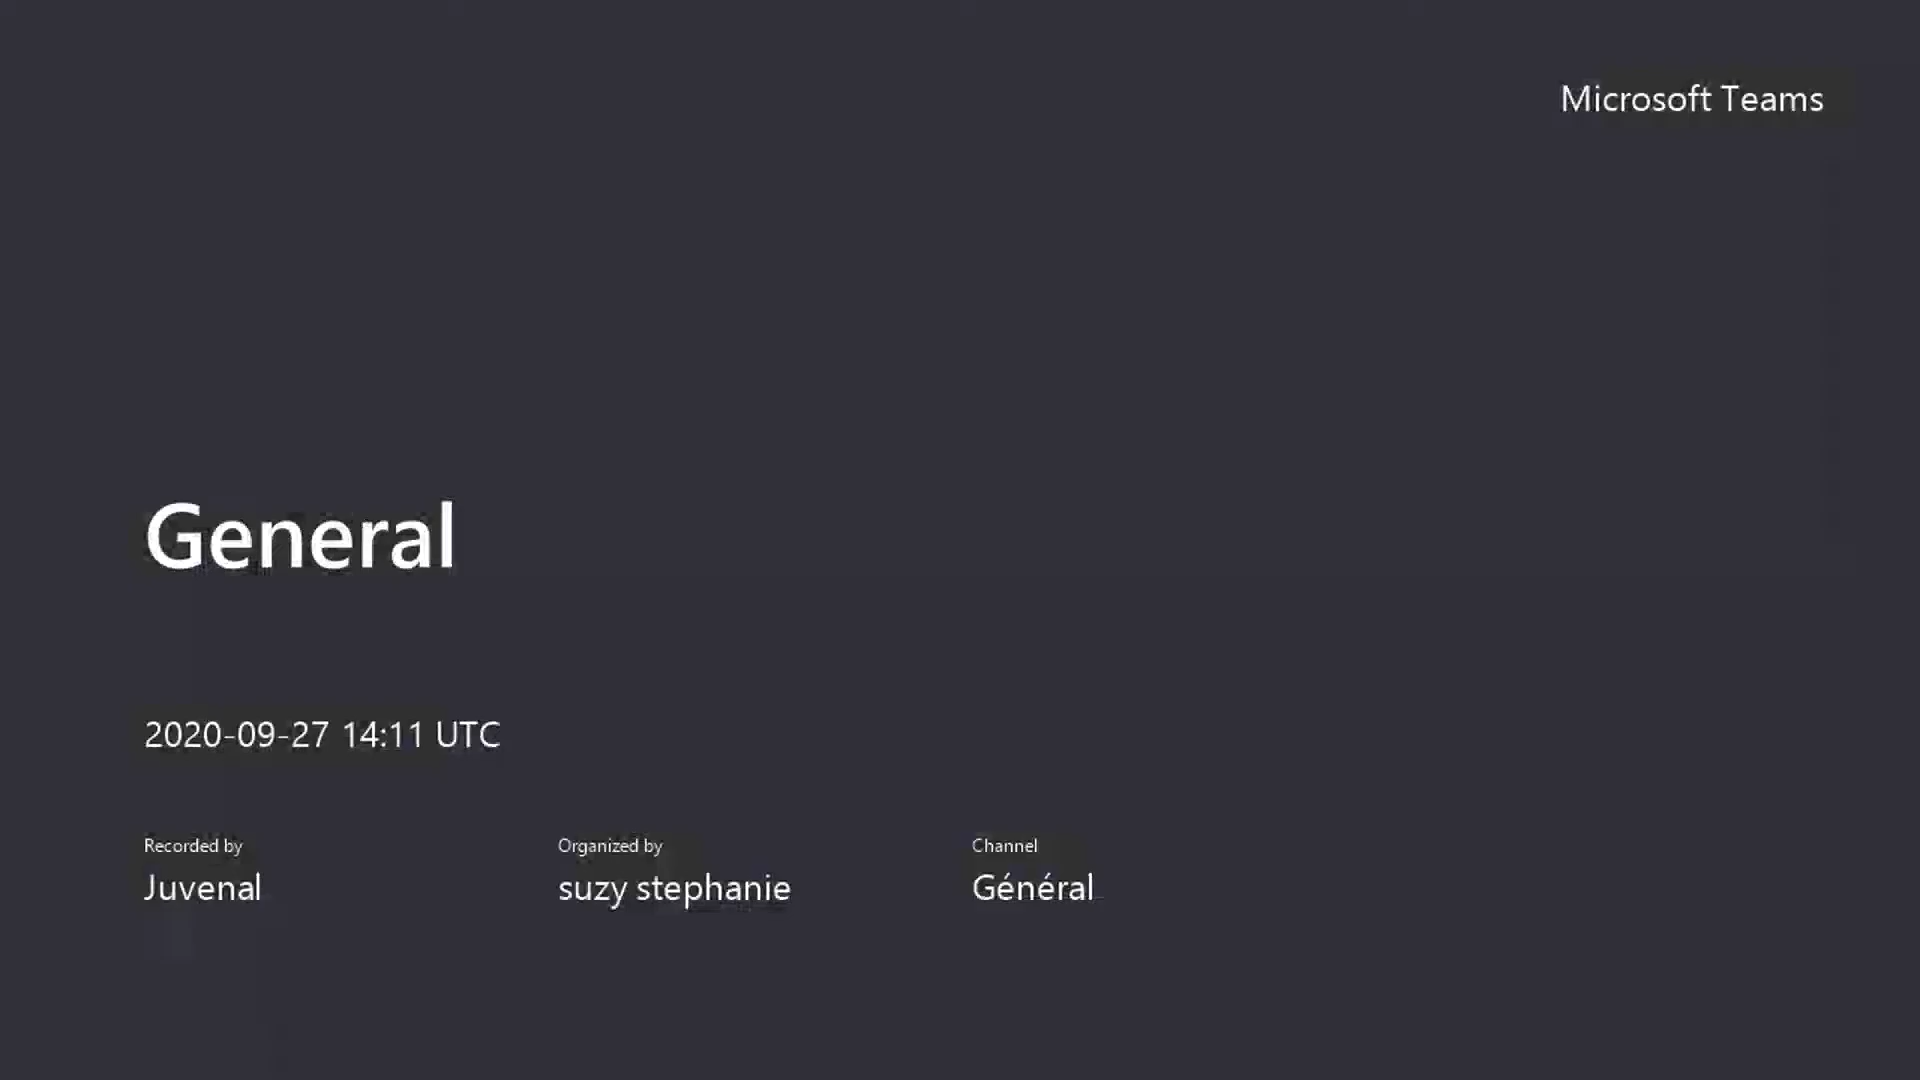 Microsoft Teams
General
2020-09-27 14:11 UTC
Recorded by
Juvenal
Organized by
suzy stephanie
Channel
Général